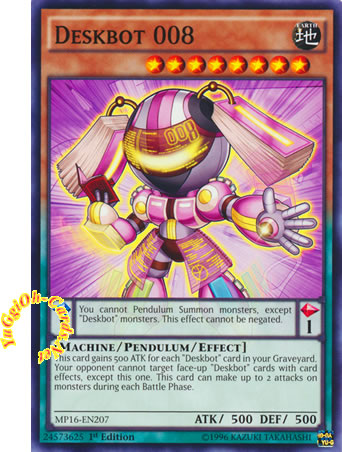 DESKBOT 008
EARTH
地
008
You cannot Pendulum Summon monsters, except
"Deskbot" monsters. This effect cannot be negated.
1
[Machine/Pendulum/Effect]
This card gains 500 ATK for each "Deskbot" card in your Graveyard.
Your opponent cannot target face-up "Deskbot" cards with card
effects, except this one. This card can make up to 2 attacks on
monsters during each Battle Phase.
MP16-EN207
ATK/ 500 DEF/ 500
24573625
1st Edition
©1996 KAZUKI TAKAHASHI